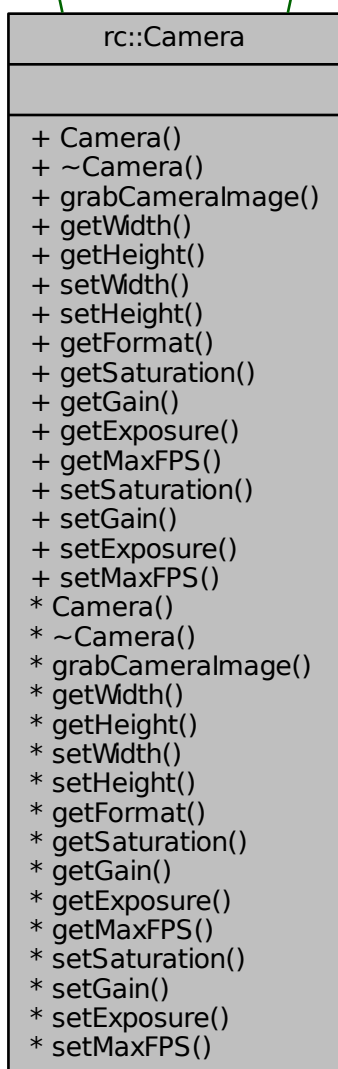 rc::Camera
+ Camera()
+ ~Camera()
+ grabCameraImage()
+ getWidth()
+ getHeight()
+ setWidth()
+ setHeight()
+ getFormat()
+ getSaturation()
+ getGain()
+ getExposure()
+ getMaxFPS()
+ setSaturation()
+ setGain()
+ setExposure()
+ setMaxFPS()
* Camera()
* ~Camera()
* grabCameraImage()
* getWidth()
* getHeight()
* setWidth()
* setHeight()
* getFormat()
* getSaturation()
* getGain()
* getExposure()
* getMaxFPS()
* setSaturation()
* setGain()
* setExposure()
* setMaxFPS()